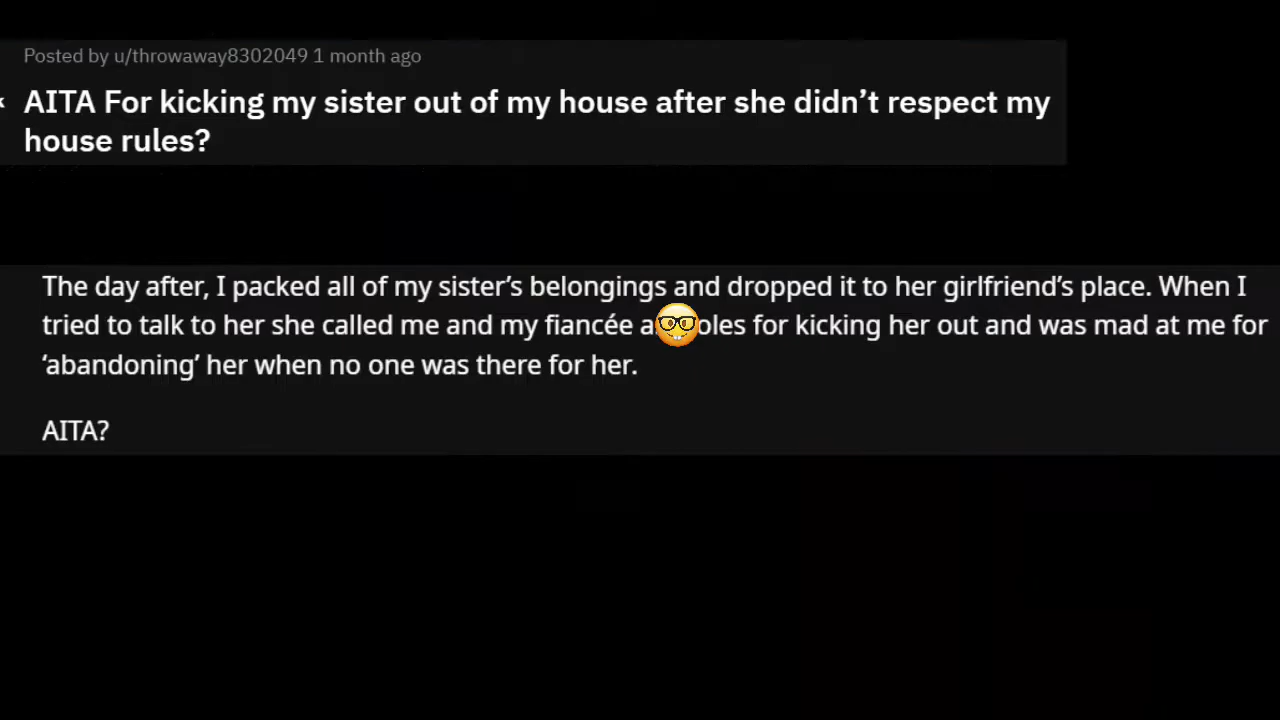 Posted by u/throwaway8302049 1 month ago
AITA For kicking my sister out of my house after she didn’t respect my
house rules?
The day after, I packed all of my sister’s belongings and dropped it to her girlfriend’s place. When I
tried to talk to her she called me and my fiancée a🤓oles for kicking her out and was mad at me for
‘abandoning’ her when no one was there for her.
AITA?